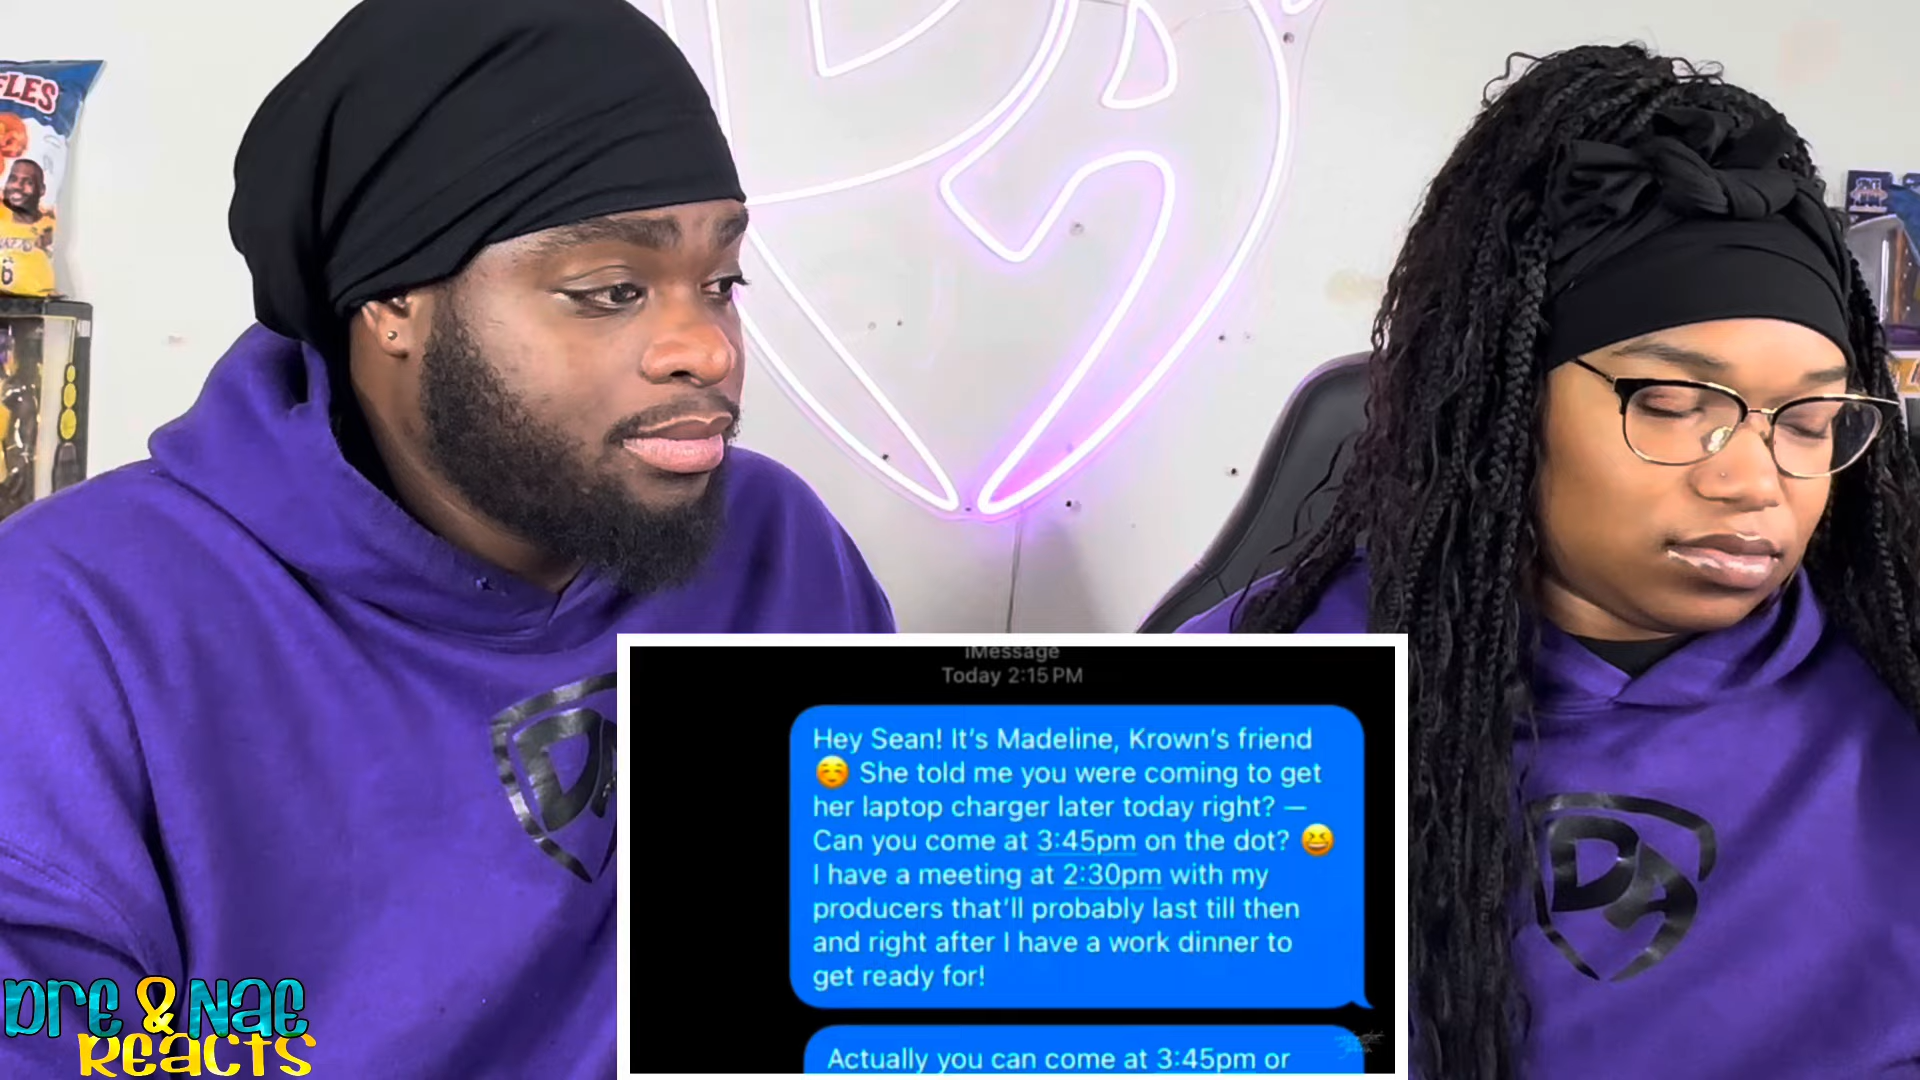 FLES
6
iMessage
Today 2:15 PM
Hey Sean! It's Madeline, Krown's friend
☺️ She told me you were coming to get
her laptop charger later today right? —
Can you come at 3:45pm on the dot? 😆
I have a meeting at 2:30pm with my
producers that'll probably last till then
and right after I have a work dinner to
get ready for!
Actually you can come at 3:45pm or
DA
DRE & NAE
REACTS